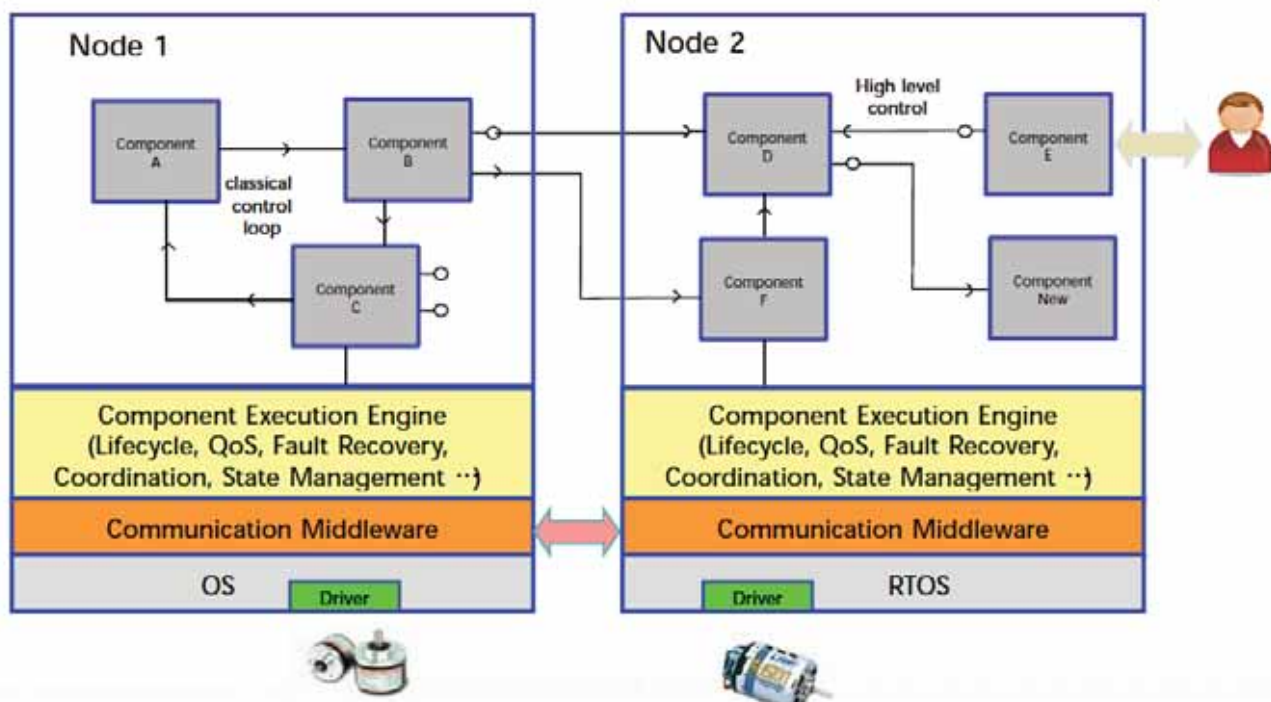 Node 1
Component
A
Component
B
classical
control
loop
Component
C
Component Execution Engine
(Lifecycle, QoS, Fault Recovery,
Coordination, State Management ···)
Communication Middleware
OS
Driver
Node 2
Component
D
High level
control
Component
E
Component
F
Component
New
Component Execution Engine
(Lifecycle, QoS, Fault Recovery,
Coordination, State Management ···)
Communication Middleware
Driver
RTOS